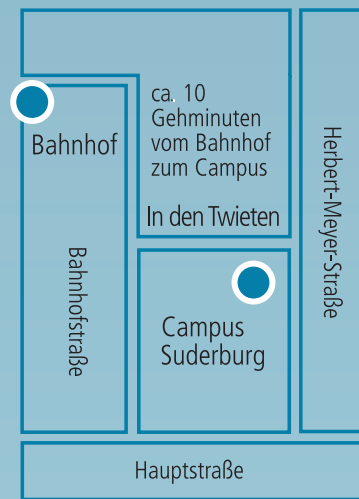 ca. 10
Gehminuten
vom Bahnhof
zum Campus
Bahnhof
In den Twieten
Herbert-Meyer-Straße
Bahnhofstraße
Campus
Suderburg
Hauptstraße